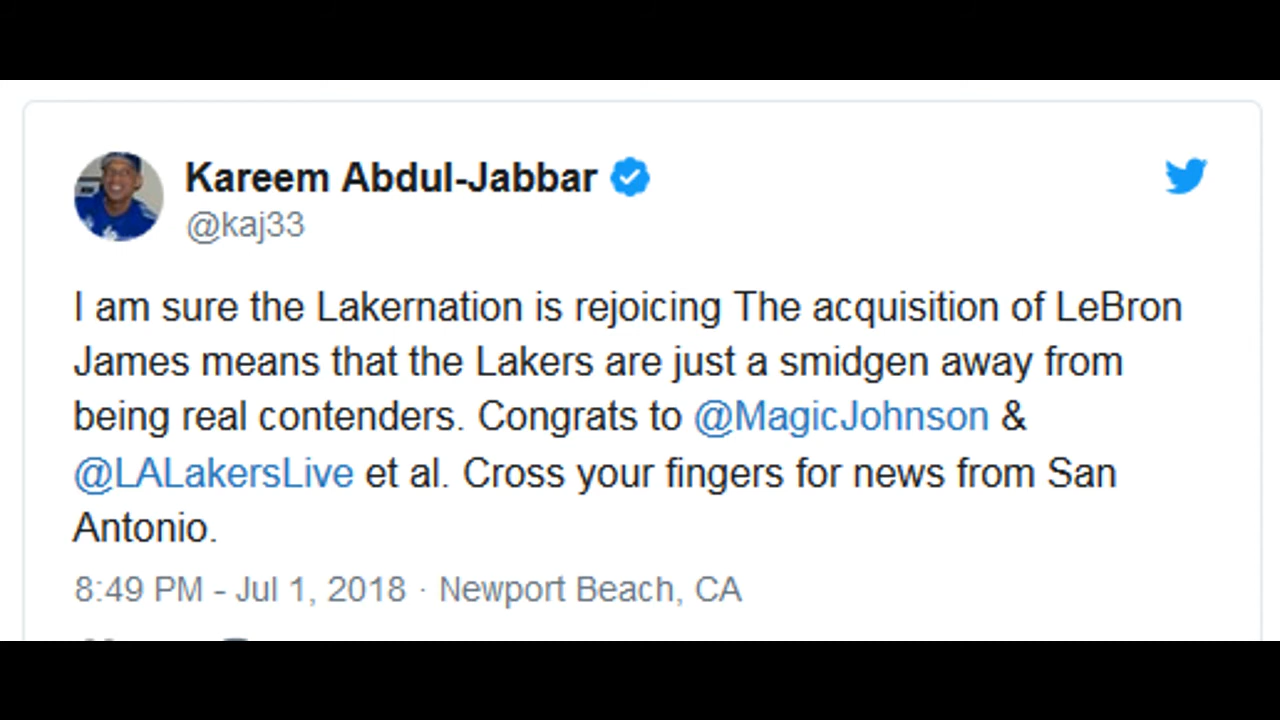 Kareem Abdul-Jabbar
@kaj33
I am sure the Lakernation is rejoicing The acquisition of LeBron
James means that the Lakers are just a smidgen away from
being real contenders. Congrats to @MagicJohnson &
@LALakersLive et al. Cross your fingers for news from San
Antonio.
8:49 PM - Jul 1, 2018 · Newport Beach, CA